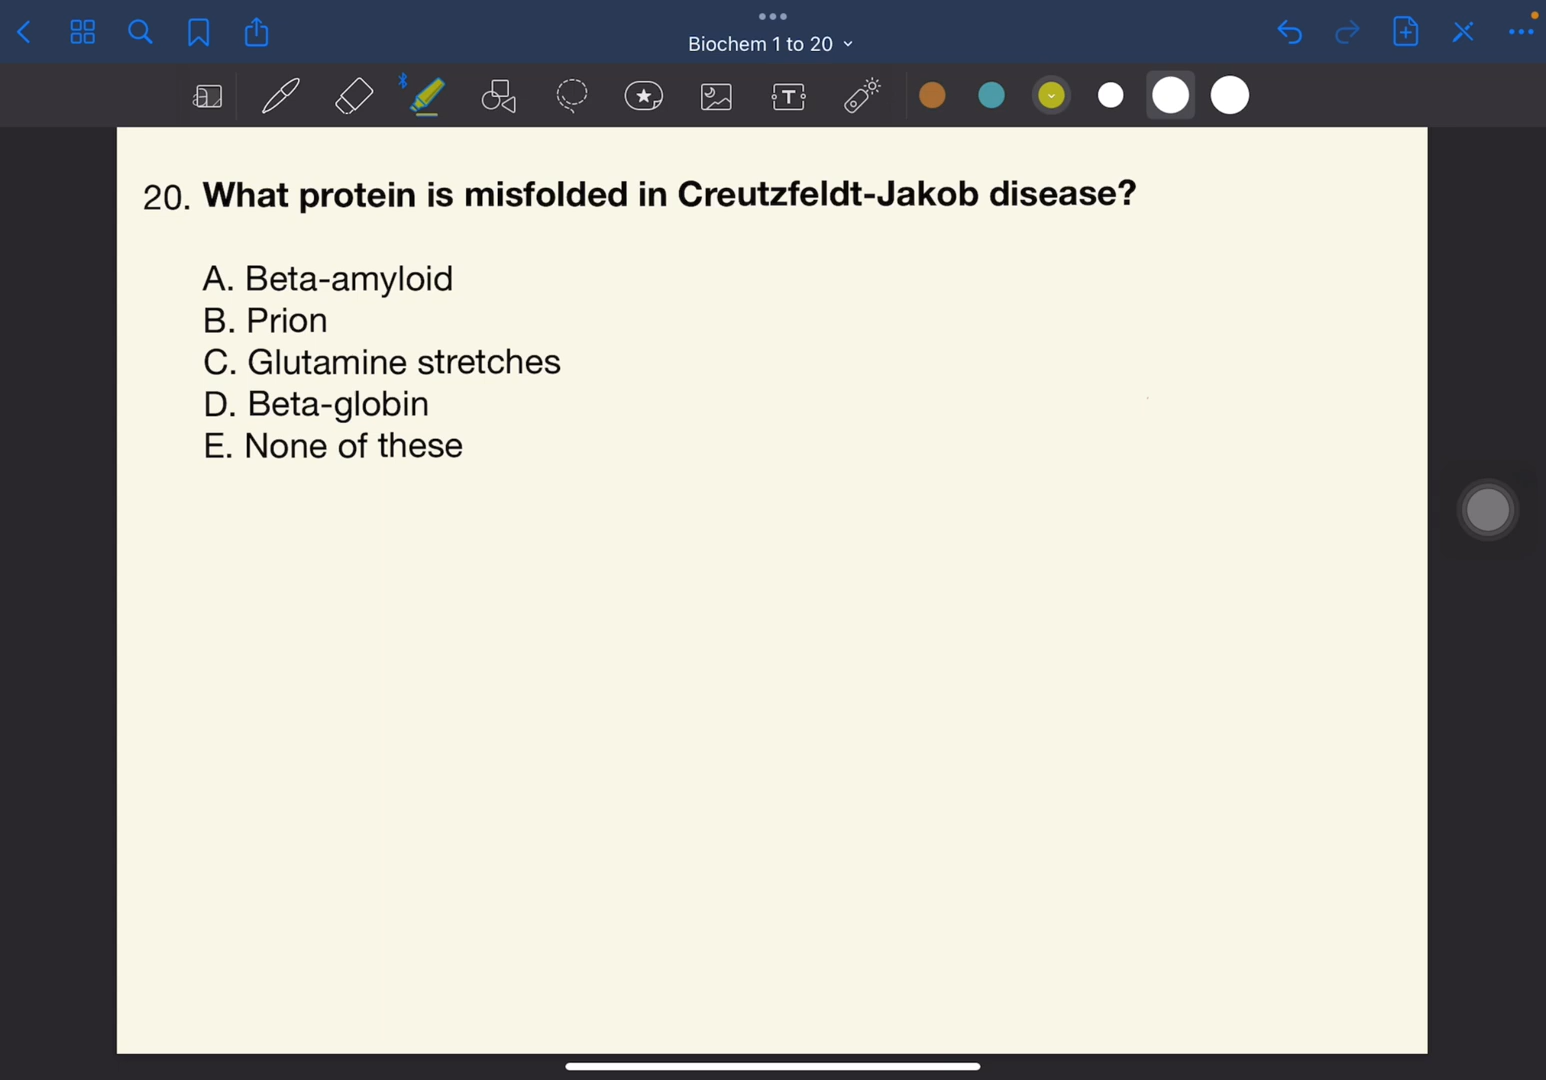 Biochem 1 to 20
T
20. What protein is misfolded in Creutzfeldt-Jakob disease?
A. Beta-amyloid
B. Prion
C. Glutamine stretches
D. Beta-globin
E. None of these